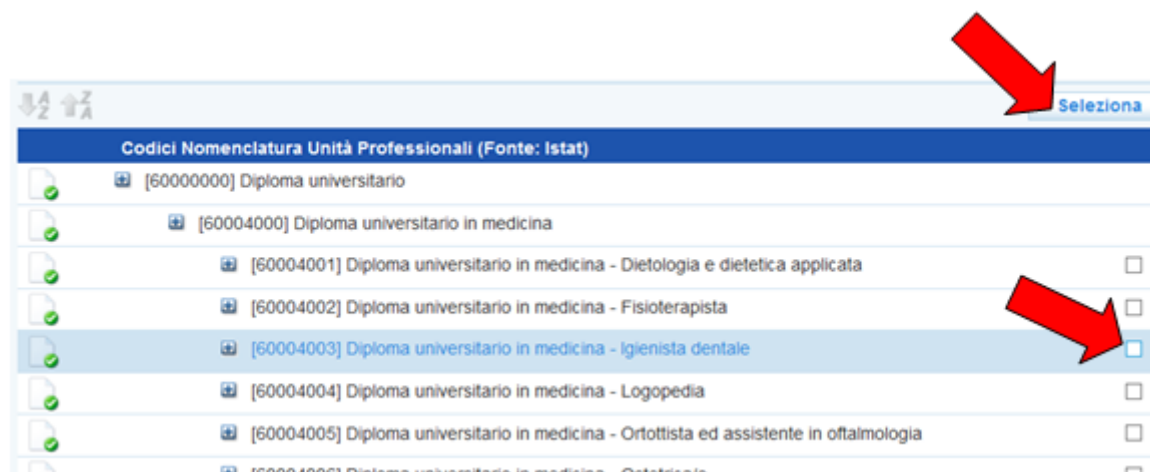 A Z Z A
Seleziona
Codici Nomenclatura Unità Professionali (Fonte: Istat)
[60000000] Diploma universitario
[60004000] Diploma universitario in medicina
[60004001] Diploma universitario in medicina - Dietologia e dietetica applicata
[60004002] Diploma universitario in medicina - Fisioterapista
[60004003] Diploma universitario in medicina - Igienista dentale
[60004004] Diploma universitario in medicina - Logopedia
[60004005] Diploma universitario in medicina - Ortottista ed assistente in oftalmologia